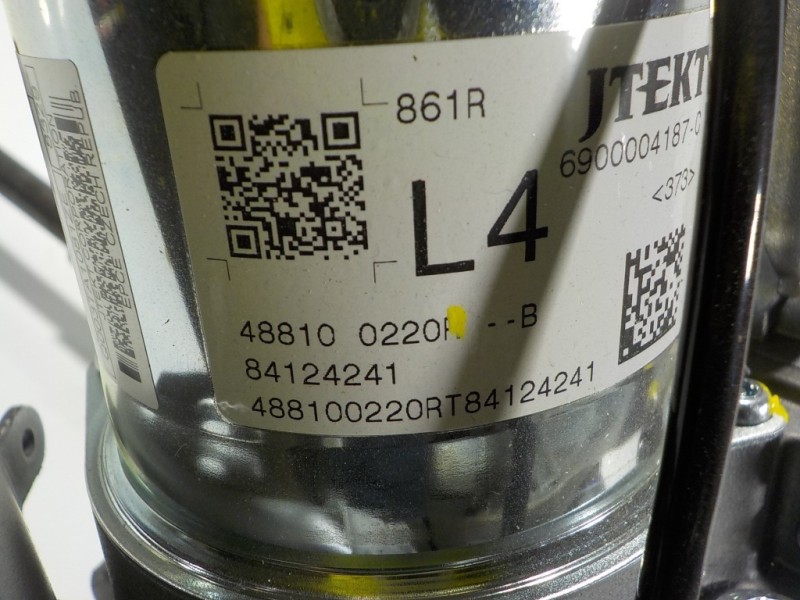 861R
JTEKT
6900004187-
<373>
L4
48810 0220R --B
84124241
488100220RT84124241